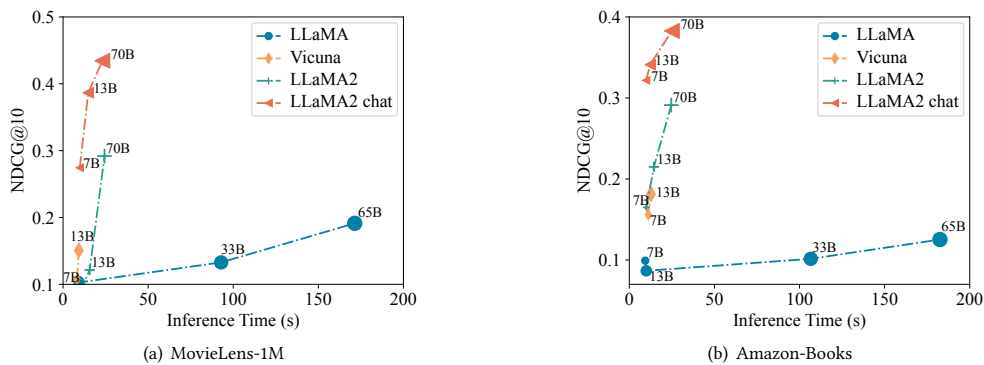 0.5
0.4
0.3
0.2
0.1
NDCG@10
0 50 100 150 200
Inference Time (s)
LLaMA
Vicuna
LLaMA2
LLaMA2 chat
70B
13B
7B
70B
13B
13B
7B
33B
65B
(a) MovieLens-1M
0.4
0.3
0.2
0.1
NDCG@10
0 50 100 150 200
Inference Time (s)
LLaMA
Vicuna
LLaMA2
LLaMA2 chat
70B
13B
7B
70B
13B
7B
13B
7B
7B
13B
33B
65B
(b) Amazon-Books